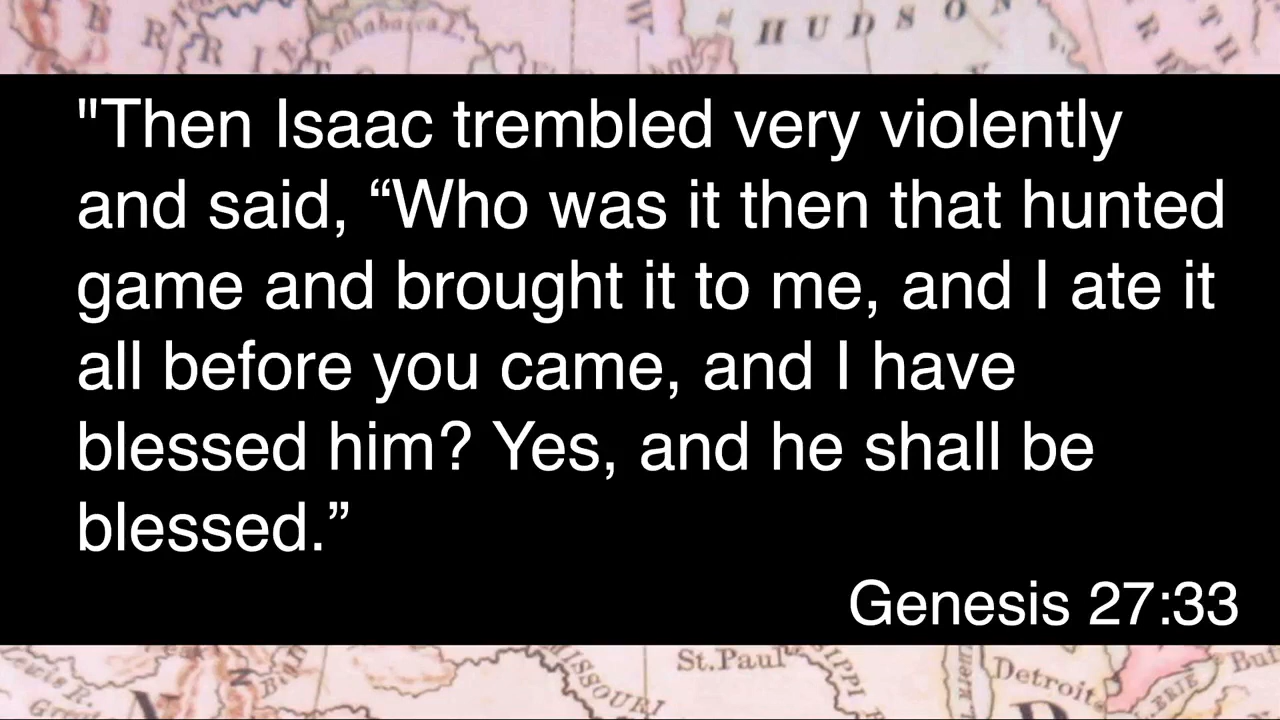 HUDSON
Athabasca L.
"Then Isaac trembled very violently
and said, “Who was it then that hunted
game and brought it to me, and I ate it
all before you came, and I have
blessed him? Yes, and he shall be
blessed.”
Genesis 27:33
St.Paul
MISSOURI
Detroit
ERIE